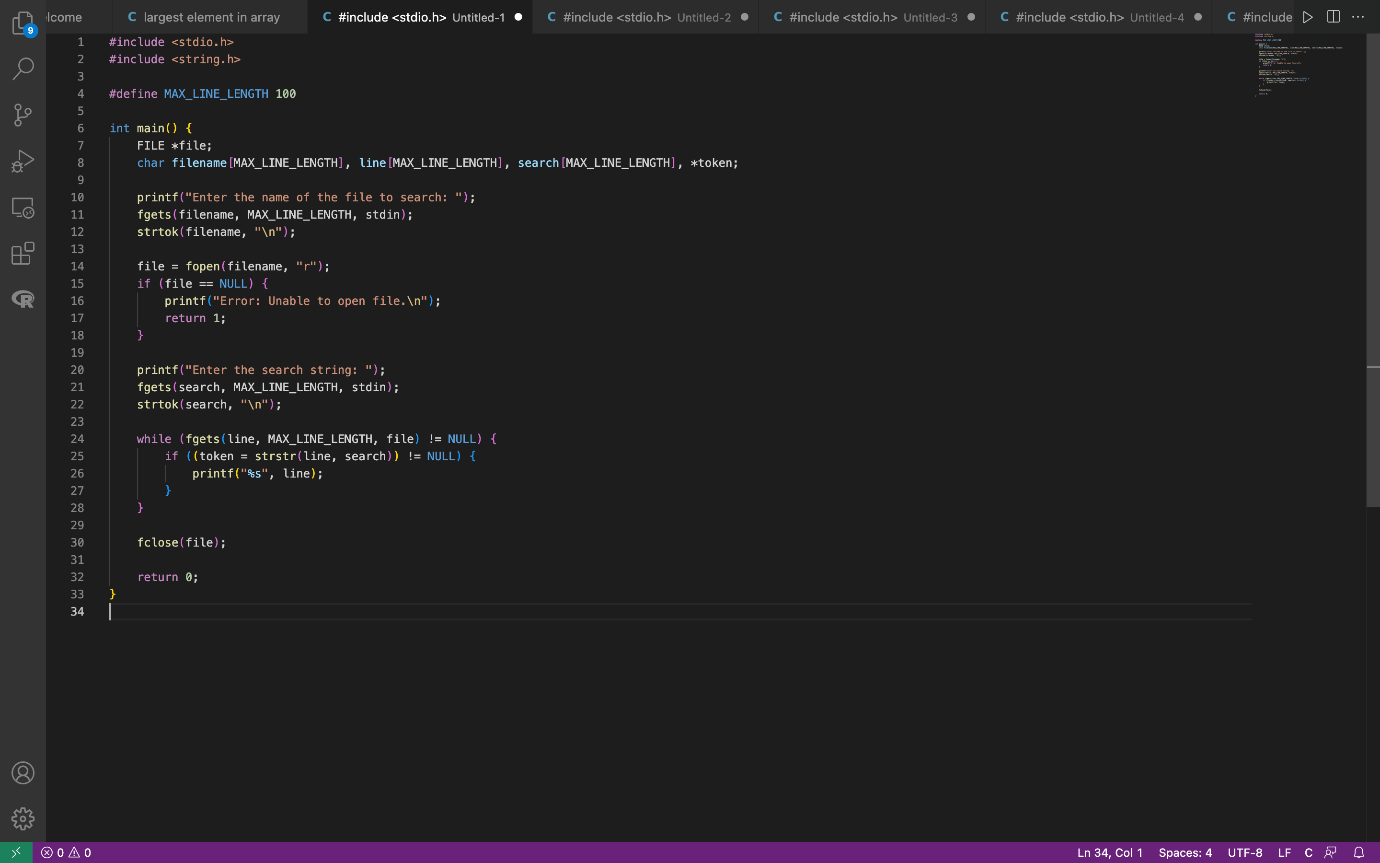 lcome
largest element in array
#include <stdio.h> Untitled-1
#include <stdio.h> Untitled-2
#include <stdio.h> Untitled-3
#include <stdio.h> Untitled-4
#include
9
1 #include <stdio.h>
2 #include <string.h>
3
4 #define MAX_LINE_LENGTH 100
5
6 int main() {
7     FILE *file;
8     char filename[MAX_LINE_LENGTH], line[MAX_LINE_LENGTH], search[MAX_LINE_LENGTH], *token;
9
10     printf("Enter the name of the file to search: ");
11     fgets(filename, MAX_LINE_LENGTH, stdin);
12     strtok(filename, "\n");
13
14     file = fopen(filename, "r");
15     if (file == NULL) {
16         printf("Error: Unable to open file.\n");
17         return 1;
18     }
19
20     printf("Enter the search string: ");
21     fgets(search, MAX_LINE_LENGTH, stdin);
22     strtok(search, "\n");
23
24     while (fgets(line, MAX_LINE_LENGTH, file) != NULL) {
25         if ((token = strstr(line, search)) != NULL) {
26             printf("%s", line);
27         }
28     }
29
30     fclose(file);
31
32     return 0;
33 }
34
0 0
Ln 34, Col 1 Spaces: 4 UTF-8 LF C